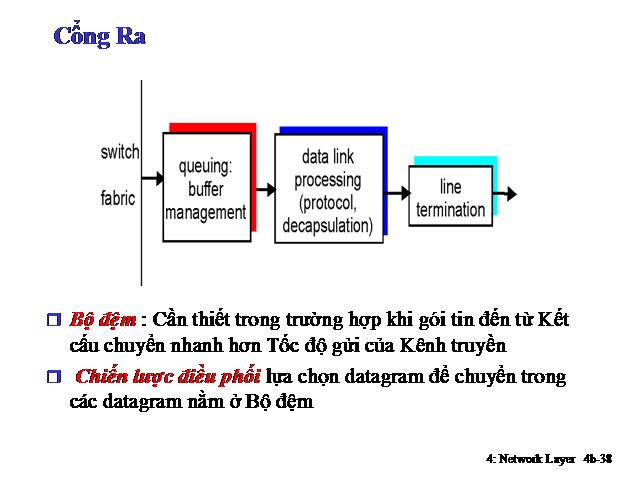 Cổng Ra
switch
fabric
queuing:
buffer
management
data link
processing
(protocol,
decapsulation)
line
termination
Bộ đệm : Cần thiết trong trường hợp khi gói tin đến từ Kết
cấu chuyển nhanh hơn Tốc độ gửi của Kênh truyền
Chiến lược điều phối lựa chọn datagram để chuyển trong
các datagram nằm ở Bộ đệm
4: Network Layer 4b-38